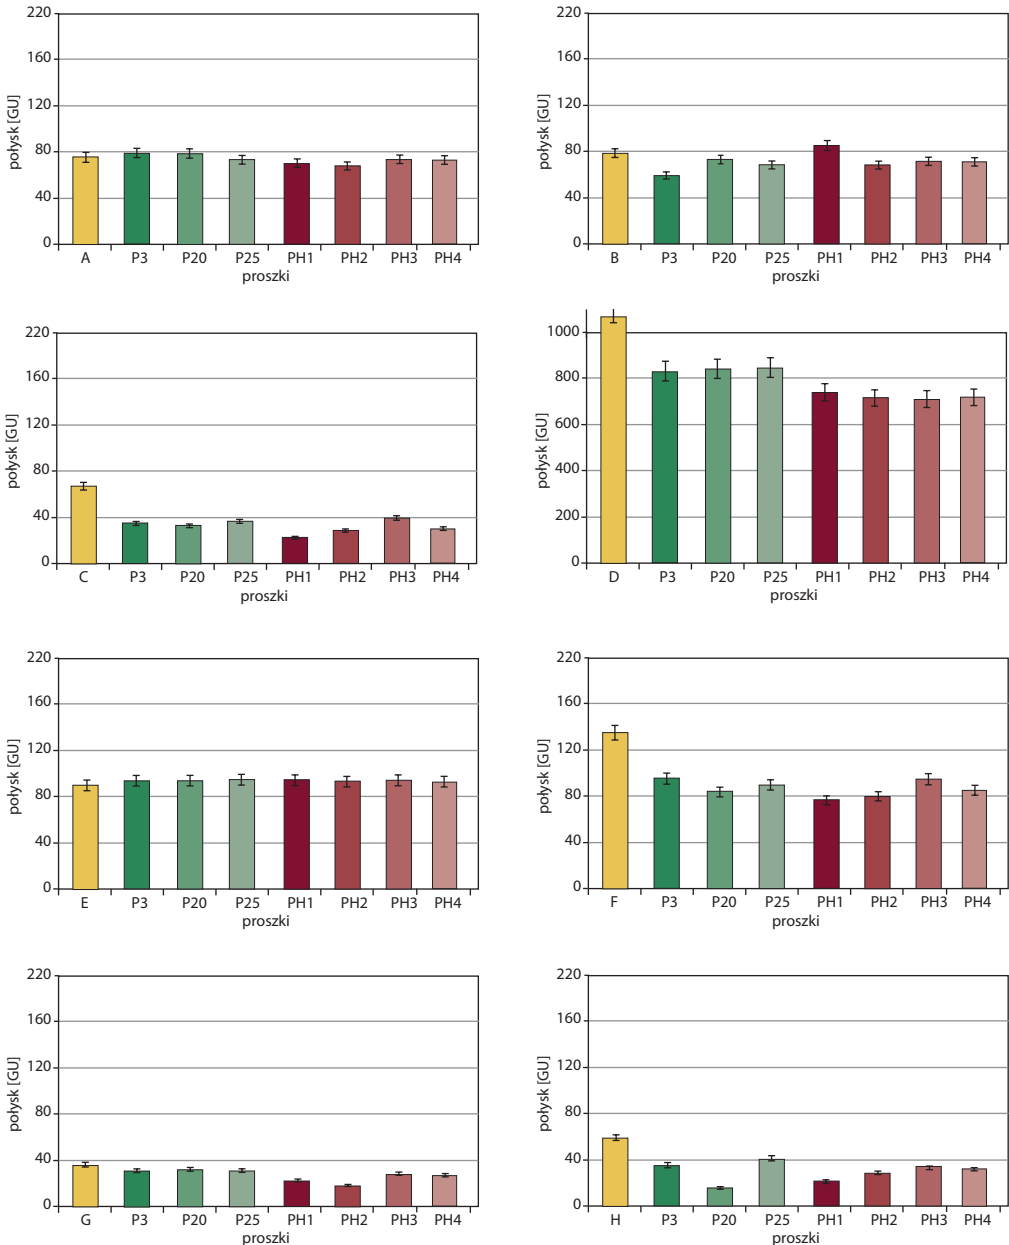 220
160
120
80
40
0
połysk [GU]
A P3 P20 P25 PH1 PH2 PH3 PH4
proszki
220
160
120
80
40
0
połysk [GU]
B P3 P20 P25 PH1 PH2 PH3 PH4
proszki
220
160
120
80
40
0
połysk [GU]
C P3 P20 P25 PH1 PH2 PH3 PH4
proszki
1000
800
600
400
200
0
połysk [GU]
D P3 P20 P25 PH1 PH2 PH3 PH4
proszki
220
160
120
80
40
0
połysk [GU]
E P3 P20 P25 PH1 PH2 PH3 PH4
proszki
220
160
120
80
40
0
połysk [GU]
F P3 P20 P25 PH1 PH2 PH3 PH4
proszki
220
160
120
80
40
0
połysk [GU]
G P3 P20 P25 PH1 PH2 PH3 PH4
proszki
220
160
120
80
40
0
połysk [GU]
H P3 P20 P25 PH1 PH2 PH3 PH4
proszki